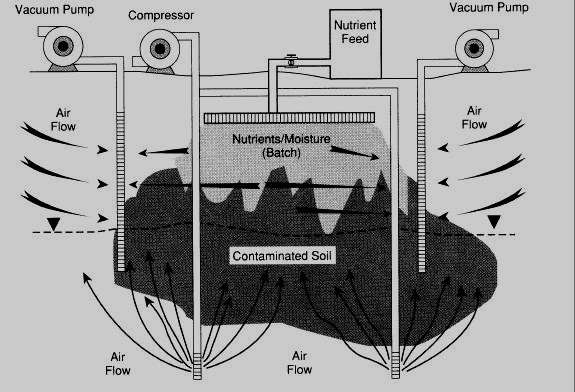 Vacuum Pump
Compressor
Vacuum Pump
Nutrient
Feed
Air
Flow
Air
Flow
Nutrients/Moisture
(Batch)
Contaminated Soil
Air
Flow
Air
Flow